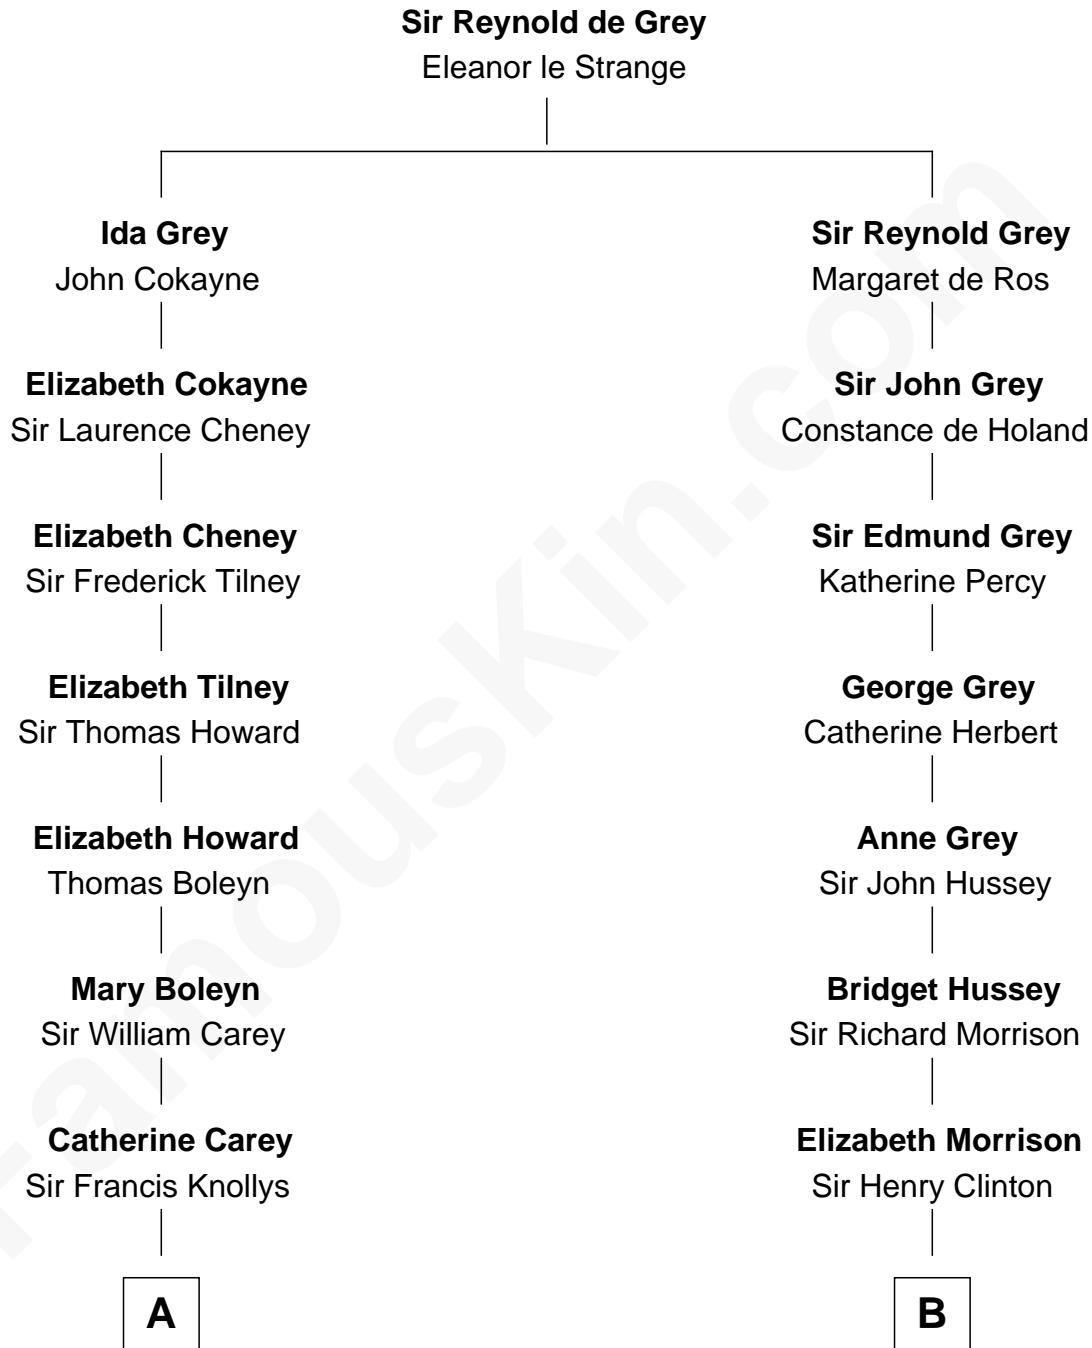 Sir Reynold de Grey
Eleanor le Strange
Ida Grey
John Cokayne
Sir Reynold Grey
Margaret de Ros
Elizabeth Cokayne
Sir Laurence Cheney
Sir John Grey
Constance de Holand
Elizabeth Cheney
Sir Frederick Tilney
Sir Edmund Grey
Katherine Percy
Elizabeth Tilney
Sir Thomas Howard
George Grey
Catherine Herbert
Elizabeth Howard
Thomas Boleyn
Anne Grey
Sir John Hussey
Mary Boleyn
Sir William Carey
Bridget Hussey
Sir Richard Morrison
Catherine Carey
Sir Francis Knollys
Elizabeth Morrison
Sir Henry Clinton
A
B
FamousKin.com